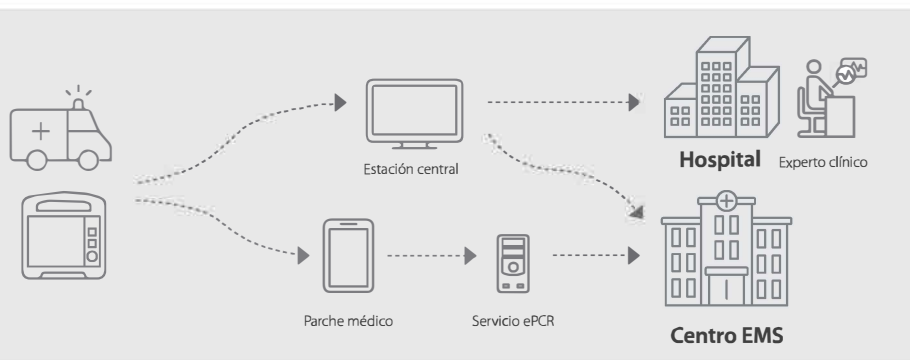 Estación central
Hospital
Experto clínico
Parche médico
Servicio ePCR
Centro EMS